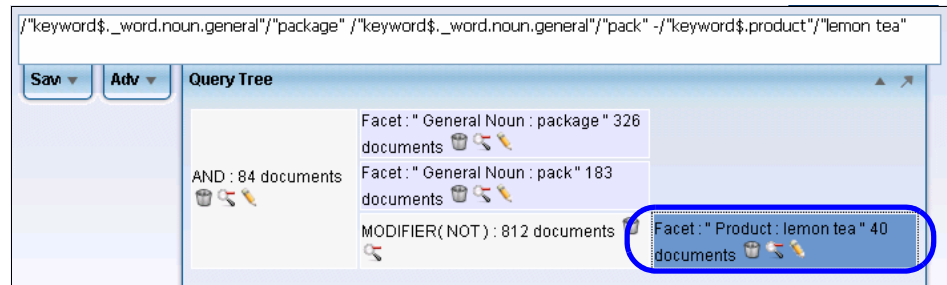 /"keyword$._word.noun.general"/"package" /"keyword$._word.noun.general"/"pack" -/"keyword$.product"/"lemon tea"
Sav Adv Query Tree
Facet : " General Noun : package " 326
documents
AND : 84 documents
Facet : " General Noun : pack " 183
documents
MODIFIER( NOT ) : 812 documents
Facet : " Product : lemon tea " 40
documents